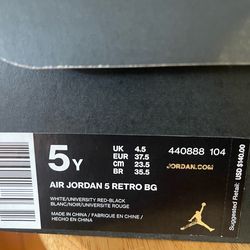 5Y
UK 4.5
EUR 37.5
CM 23.5
BR 35.5
440888 104
JORDAN.COM
AIR JORDAN 5 RETRO BG
WHITE/UNIVERSITY RED-BLACK
BLANC/NOIR/UNIVERSITE ROUGE
MADE IN CHINA / FABRIQUE EN CHINE /
HECHO EN CHINA
Suggested Retail: USD $140.00